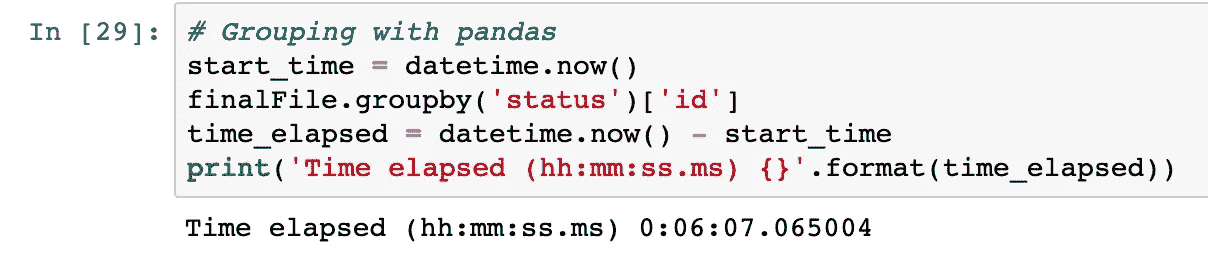 In [29]: # Grouping with pandas
start_time = datetime.now()
finalFile.groupby('status')['id']
time_elapsed = datetime.now() - start_time
print('Time elapsed (hh:mm:ss.ms) {}'.format(time_elapsed))
Time elapsed (hh:mm:ss.ms) 0:06:07.065004